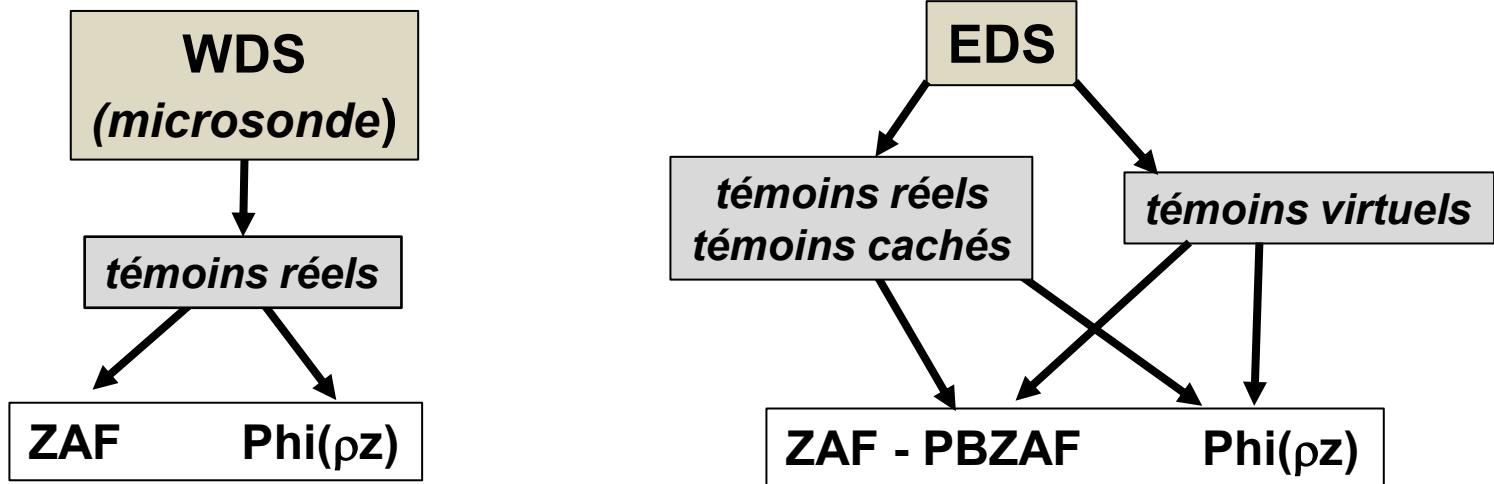 WDS
(microsonde)
témoins réels
ZAF Phi(ρz)
EDS
témoins réels
témoins cachés
témoins virtuels
ZAF - PBZAF Phi(ρz)